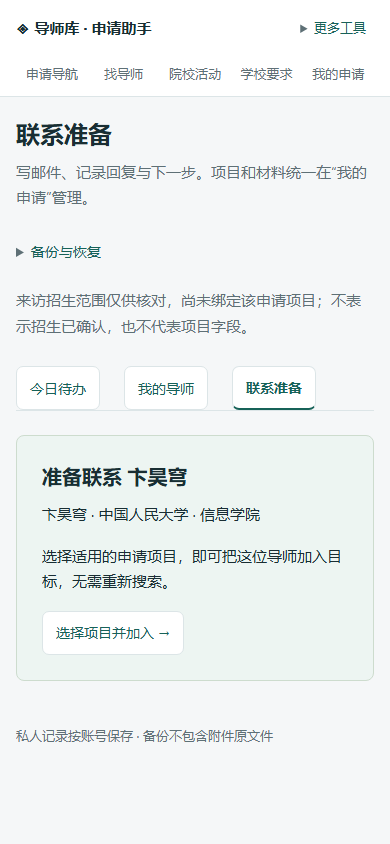 ◈ 导师库 · 申请助手
▶ 更多工具
申请导航 找导师 院校活动 学校要求 我的申请
联系准备
写邮件、记录回复与下一步。项目和材料统一在“我的
申请”管理。
▶ 备份与恢复
来访招生范围仅供核对，尚未绑定该申请项目；不表
示招生已确认，也不代表项目字段。
今日待办 我的导师 联系准备
准备联系 卞昊穹
卞昊穹 · 中国人民大学 · 信息学院
选择适用的申请项目，即可把这位导师加入目
标，无需重新搜索。
选择项目并加入 →
私人记录按账号保存 · 备份不包含附件原文件